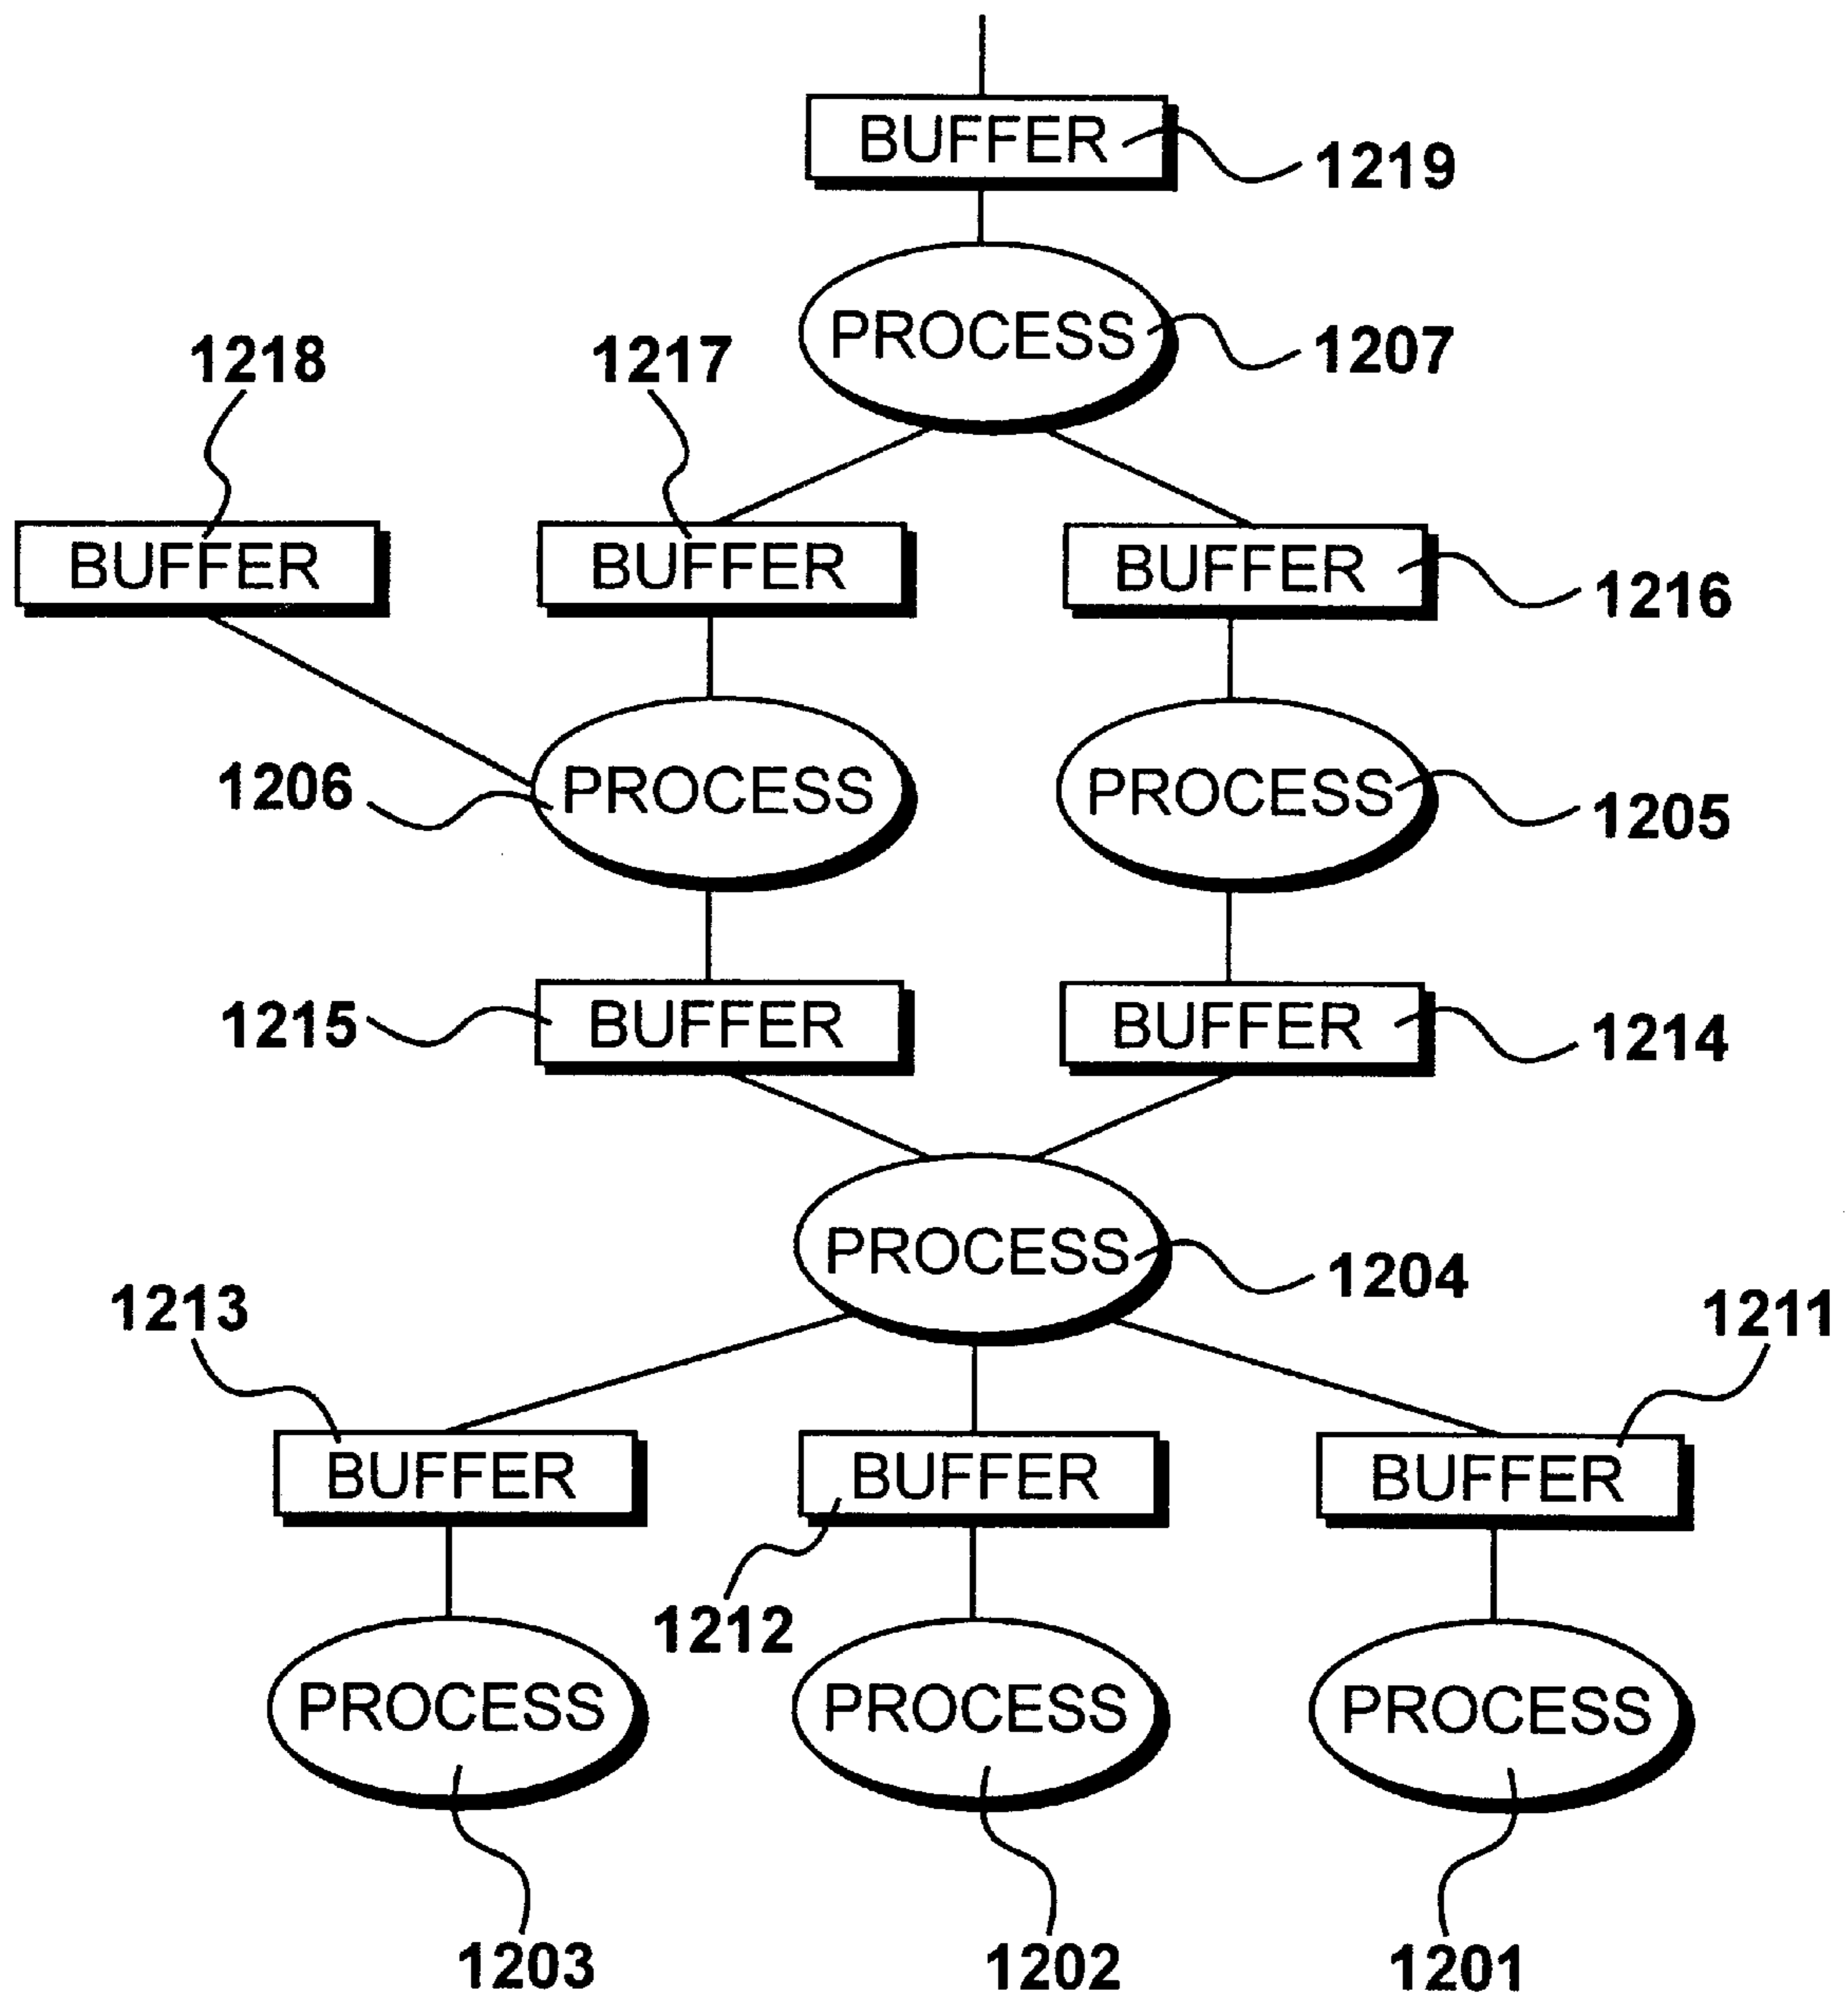 BUFFER
1219
PROCESS
1207
1218
1217
BUFFER
BUFFER
BUFFER
1216
1206
PROCESS
PROCESS
1205
1215
BUFFER
BUFFER
1214
PROCESS
1204
1213
1211
BUFFER
BUFFER
BUFFER
1212
PROCESS
PROCESS
PROCESS
1203
1202
1201